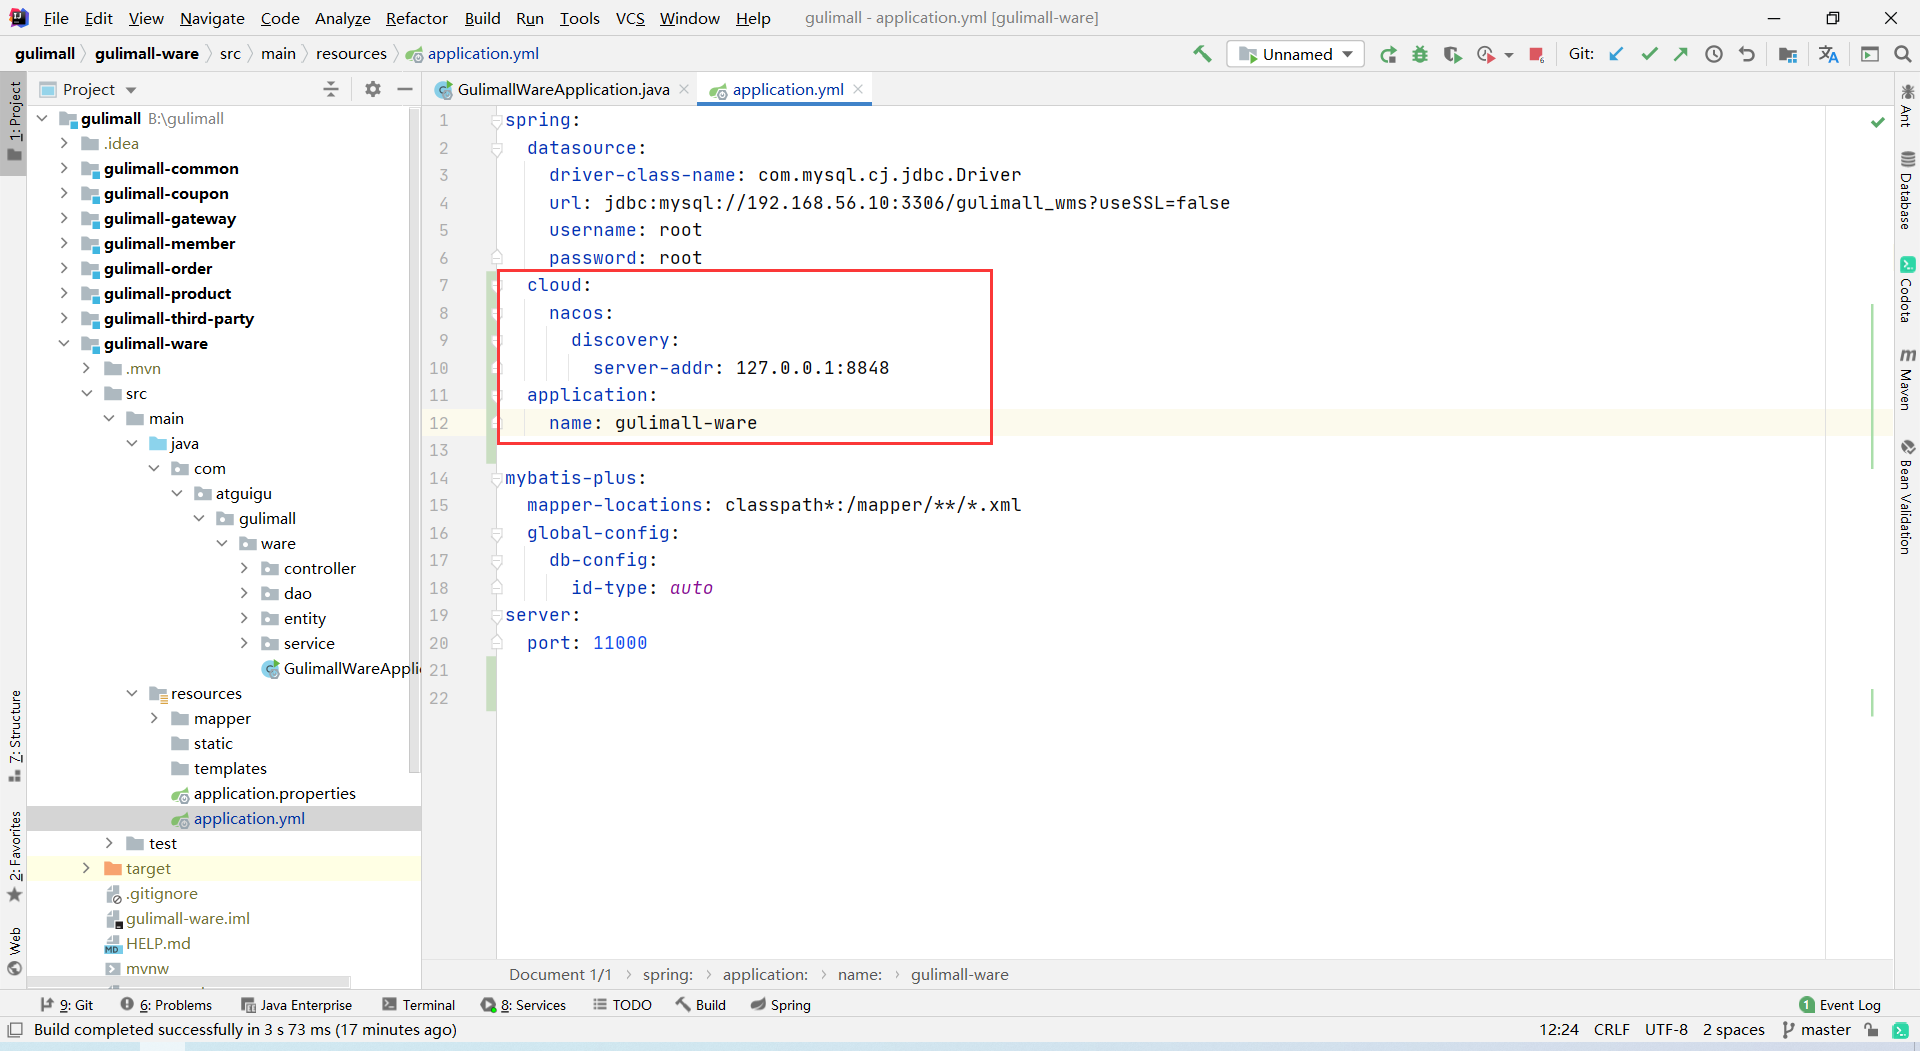 File Edit View Navigate Code Analyze Refactor Build Run Tools VCS Window Help gulimall - application.yml [gulimall-ware]
gulimall gulimall-ware src main resources application.yml Unnamed Git:
1: Project
7: Structure
2: Favorites
Web
Project
gulimall B:\gulimall
.idea
gulimall-common
gulimall-coupon
gulimall-gateway
gulimall-member
gulimall-order
gulimall-product
gulimall-third-party
gulimall-ware
.mvn
src
main
java
com
atguigu
gulimall
ware
controller
dao
entity
service
GulimallWareAppli
resources
mapper
static
templates
application.properties
application.yml
test
target
.gitignore
gulimall-ware.iml
HELP.md
mvnw
GulimallWareApplication.java application.yml
1 spring:
2 datasource:
3 driver-class-name: com.mysql.cj.jdbc.Driver
4 url: jdbc:mysql://192.168.56.10:3306/gulimall_wms?useSSL=false
5 username: root
6 password: root
7 cloud:
8 nacos:
9 discovery:
10 server-addr: 127.0.0.1:8848
11 application:
12 name: gulimall-ware
13
14 mybatis-plus:
15 mapper-locations: classpath*:/mapper/**/*.xml
16 global-config:
17 db-config:
18 id-type: auto
19 server:
20 port: 11000
21
22
Document 1/1 spring: application: name: gulimall-ware
Ant
Database
Codota
Maven
Bean Validation
9: Git 6: Problems Java Enterprise Terminal 8: Services TODO Build Spring 1 Event Log
Build completed successfully in 3 s 73 ms (17 minutes ago) 12:24 CRLF UTF-8 2 spaces master